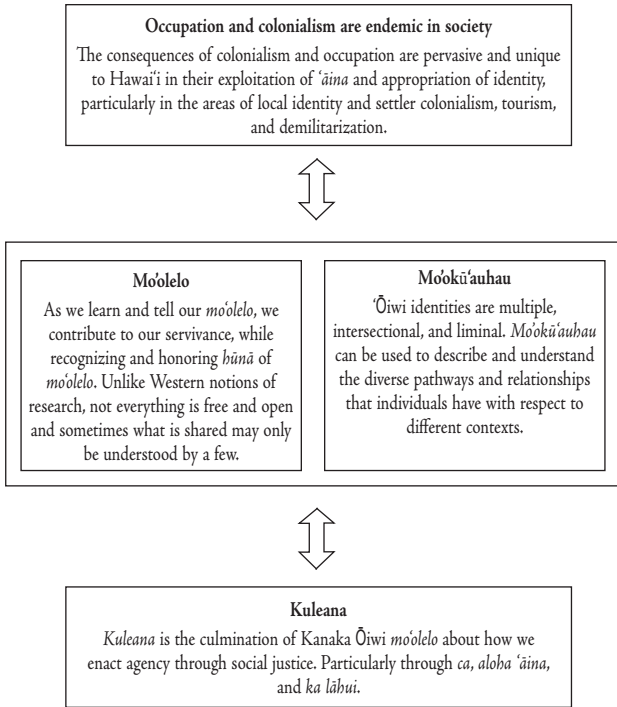 Occupation and colonialism are endemic in society
The consequences of colonialism and occupation are pervasive and unique
to Hawai‘i in their exploitation of ‘āina and appropriation of identity,
particularly in the areas of local identity and settler colonialism, tourism,
and demilitarization.
Mo‘olelo
As we learn and tell our mo‘olelo, we
contribute to our servivance, while
recognizing and honoring hūnā of
mo‘olelo. Unlike Western notions of
research, not everything is free and open
and sometimes what is shared may only
be understood by a few.
Mo‘okū‘auhau
‘Ōiwi identities are multiple,
intersectional, and liminal. Mo‘okū‘auhau
can be used to describe and understand
the diverse pathways and relationships
that individuals have with respect to
different contexts.
Kuleana
Kuleana is the culmination of Kanaka Ōiwi mo‘olelo about how we
enact agency through social justice. Particularly through ea, aloha ‘āina,
and ka lāhui.